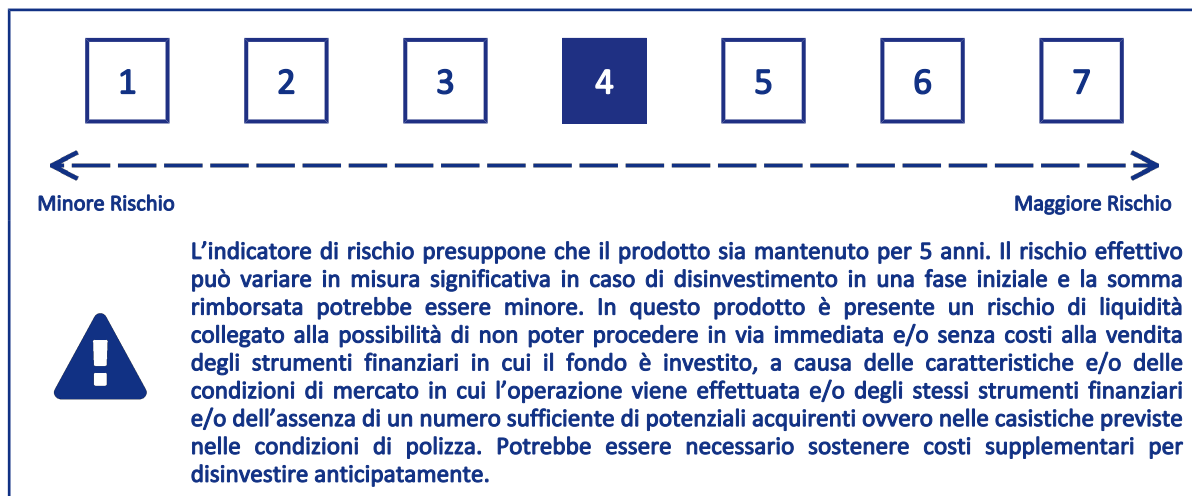 1 2 3 4 5 6 7
Minore Rischio Maggiore Rischio
L’indicatore di rischio presuppone che il prodotto sia mantenuto per 5 anni. Il rischio effettivo
può variare in misura significativa in caso di disinvestimento in una fase iniziale e la somma
rimborsata potrebbe essere minore. In questo prodotto è presente un rischio di liquidità
collegato alla possibilità di non poter procedere in via immediata e/o senza costi alla vendita
degli strumenti finanziari in cui il fondo è investito, a causa delle caratteristiche e/o delle
condizioni di mercato in cui l’operazione viene effettuata e/o degli stessi strumenti finanziari
e/o dell’assenza di un numero sufficiente di potenziali acquirenti ovvero nelle casistiche previste
nelle condizioni di polizza. Potrebbe essere necessario sostenere costi supplementari per
disinvestire anticipatamente.